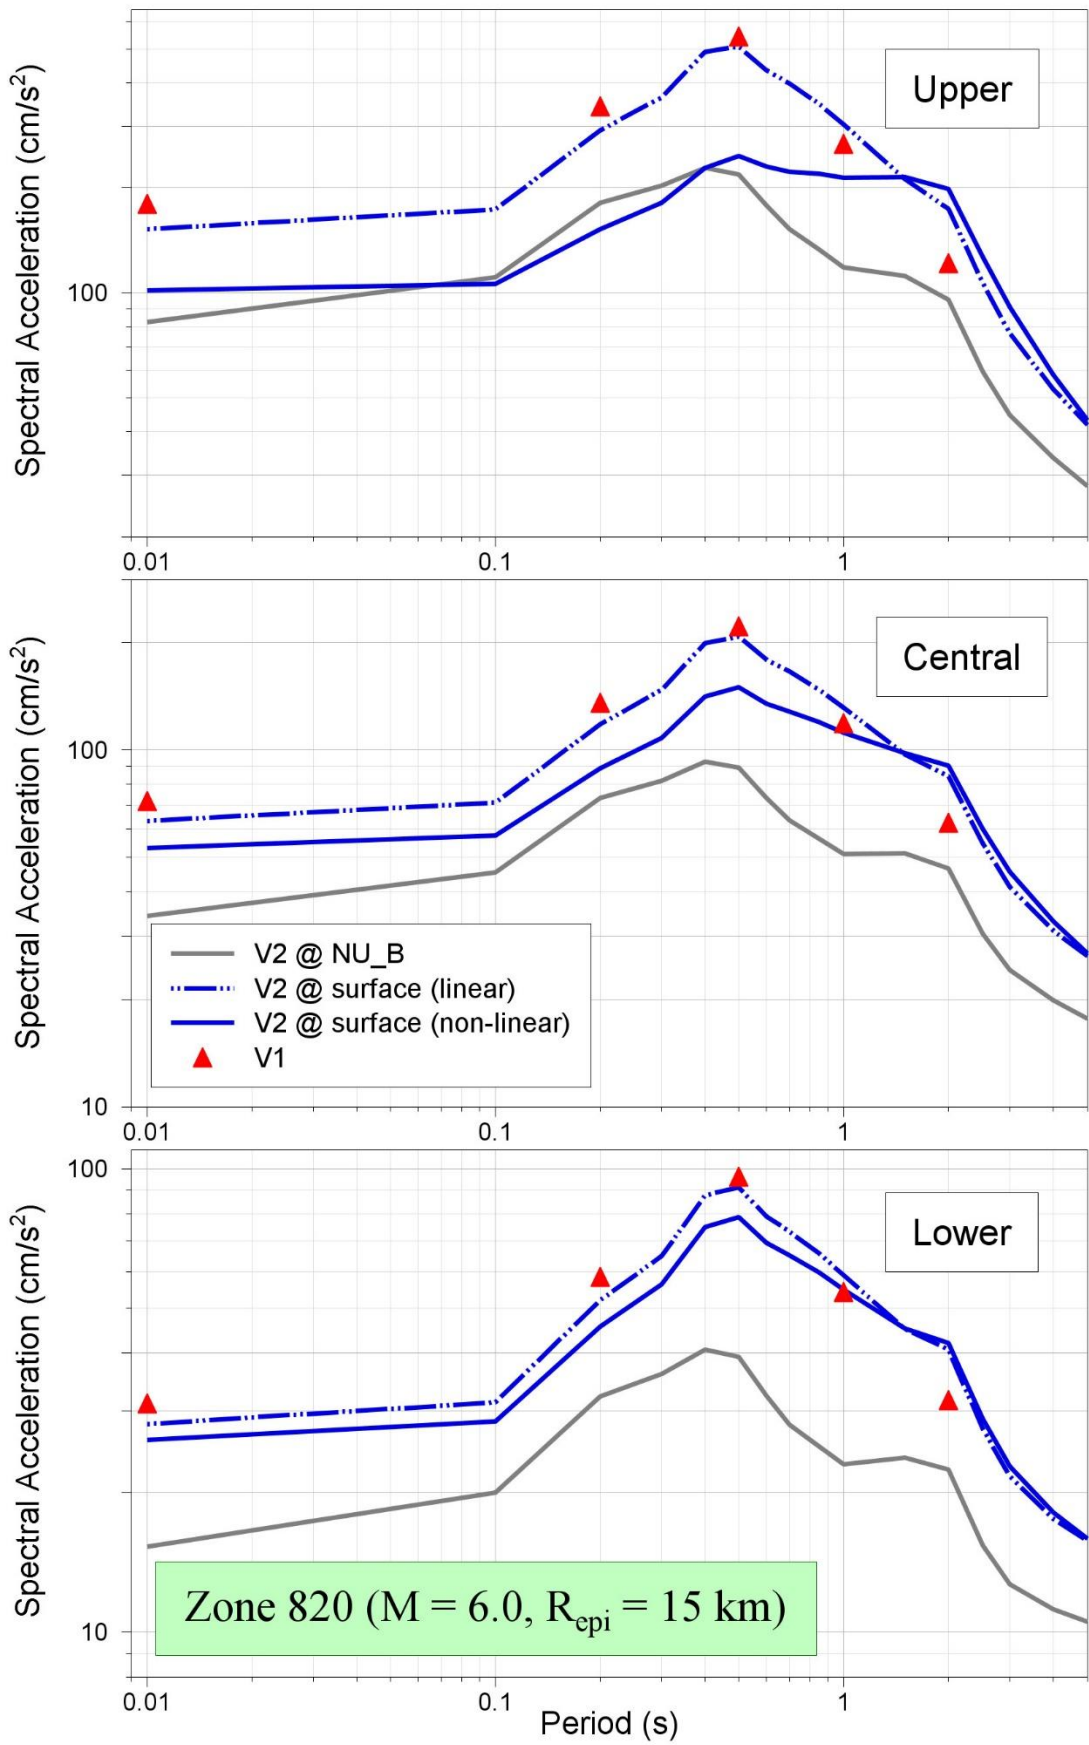 Spectral Acceleration (cm/s²)
Upper
100
0.01 0.1 1
Spectral Acceleration (cm/s²)
Central
100
V2 @ NU_B
V2 @ surface (linear)
V2 @ surface (non-linear)
V1
10
0.01 0.1 1
Spectral Acceleration (cm/s²)
100
Lower
Zone 820 (M = 6.0, Repi = 15 km)
10
0.01 0.1 1
Period (s)